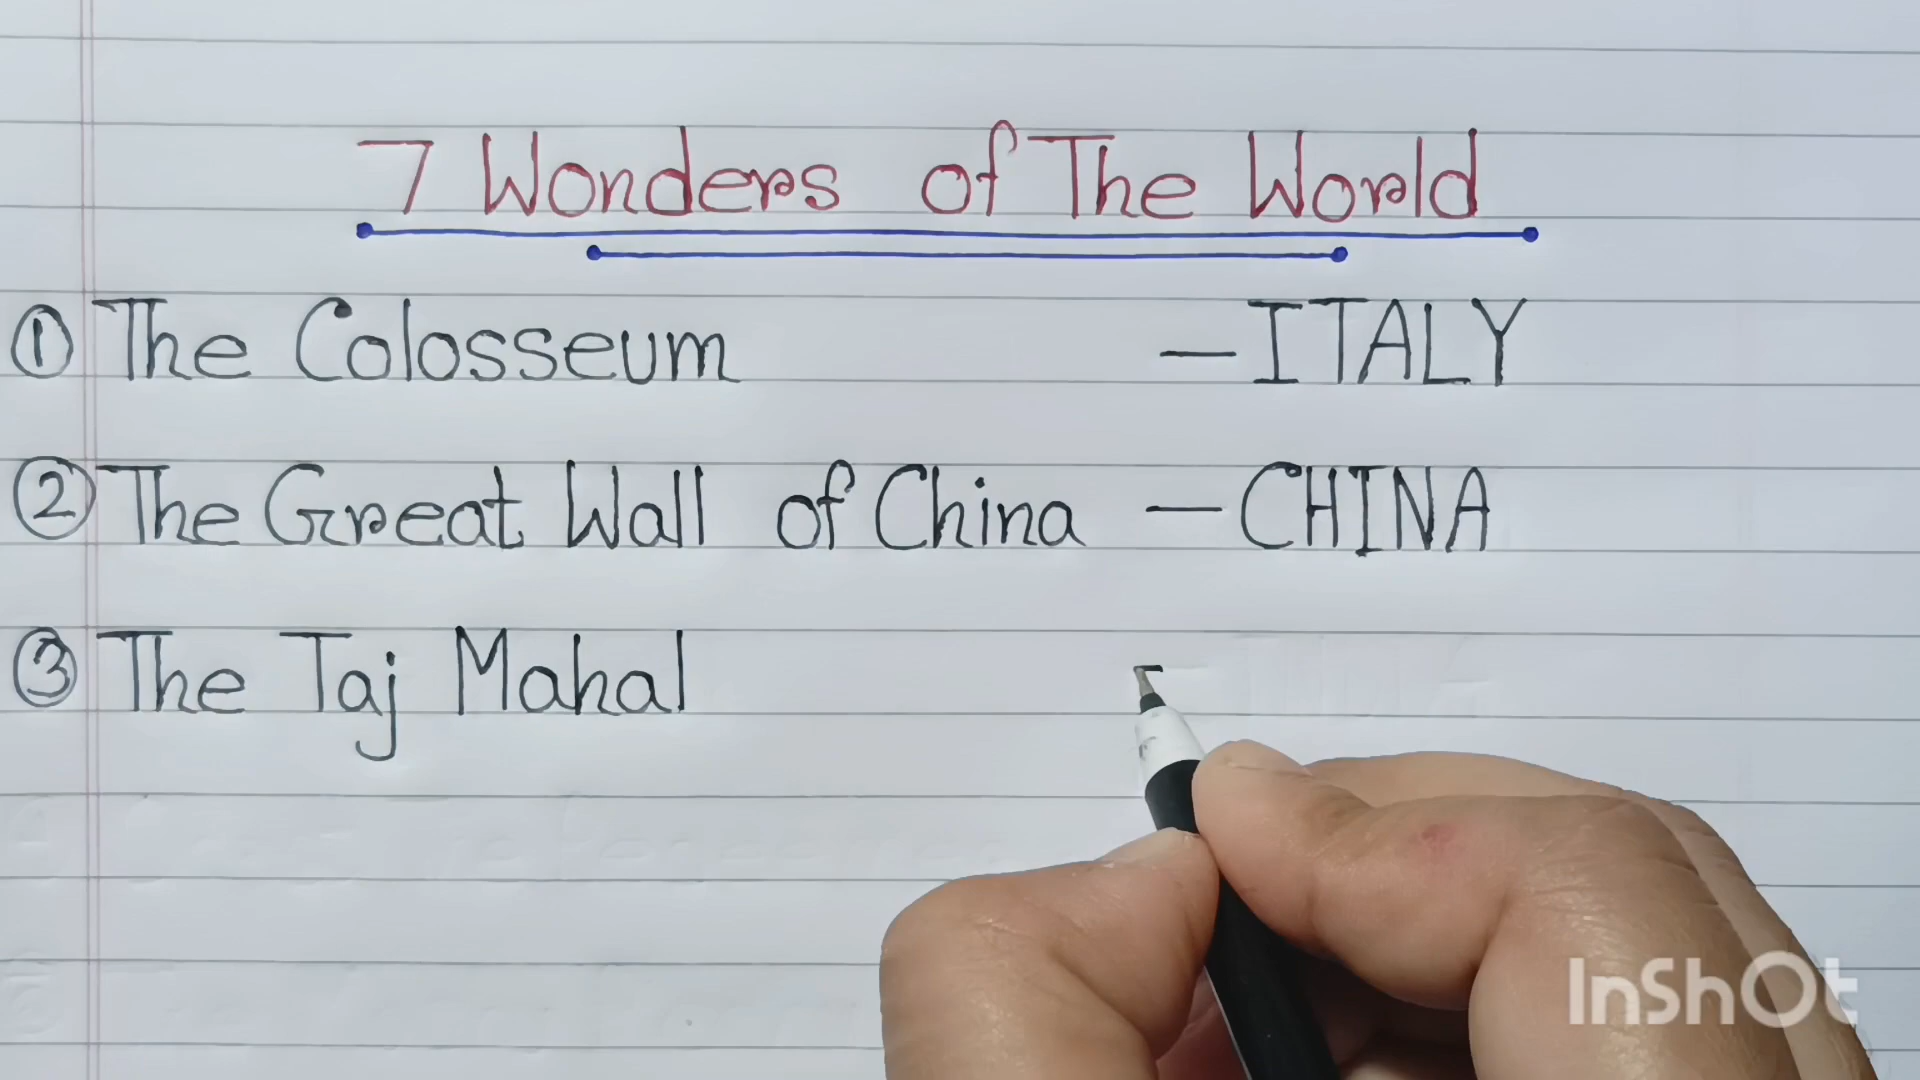 7 Wonders of The World
① The Colosseum — ITALY
② The Great Wall of China — CHINA
③ The Taj Mahal -
InShOt